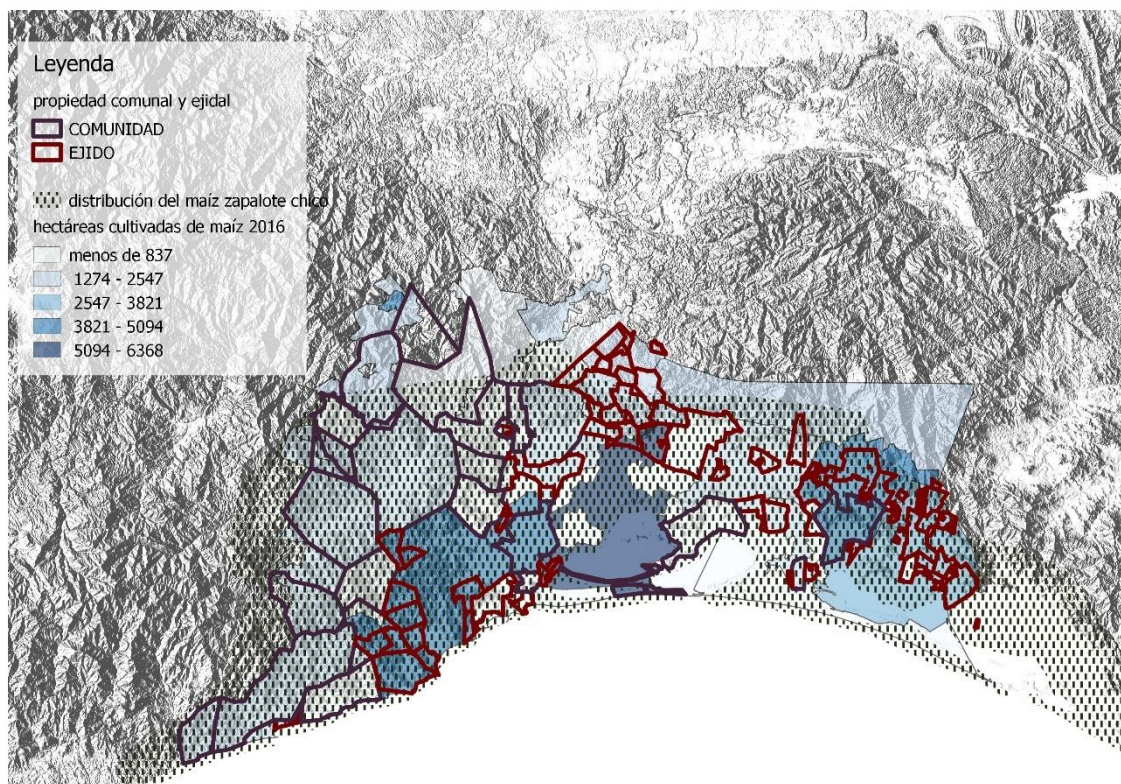 Leyenda
propiedad comunal y ejidal
COMUNIDAD
EJIDO
distribución del maíz zapalote chico
hectáreas cultivadas de maíz 2016
menos de 837
1274 - 2547
2547 - 3821
3821 - 5094
5094 - 6368